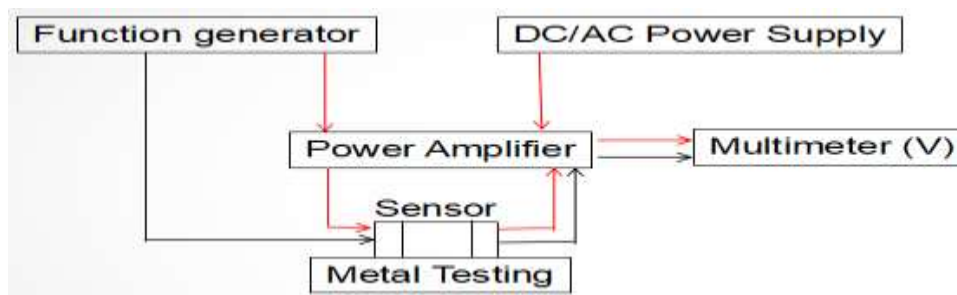 Function generator
DC/AC Power Supply
Power Amplifier
Multimeter (V)
Sensor
Metal Testing